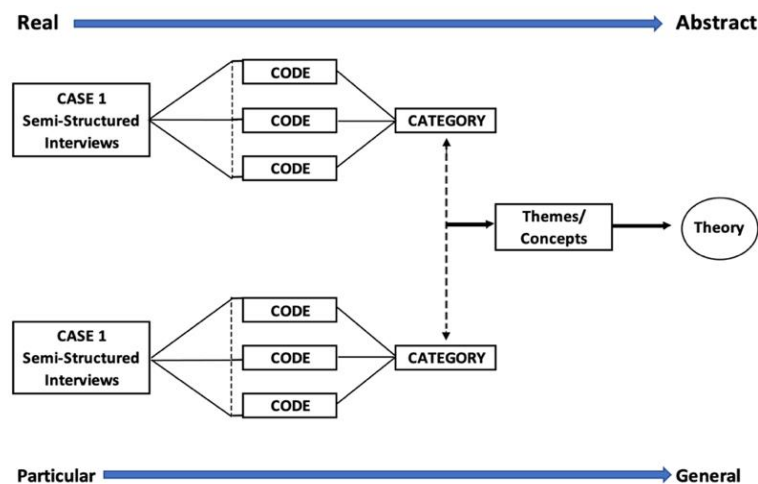 Real
Abstract
CASE 1
Semi-Structured
Interviews
CODE
CODE
CODE
CATEGORY
Themes/
Concepts
Theory
CASE 1
Semi-Structured
Interviews
CODE
CODE
CODE
CATEGORY
Particular
General